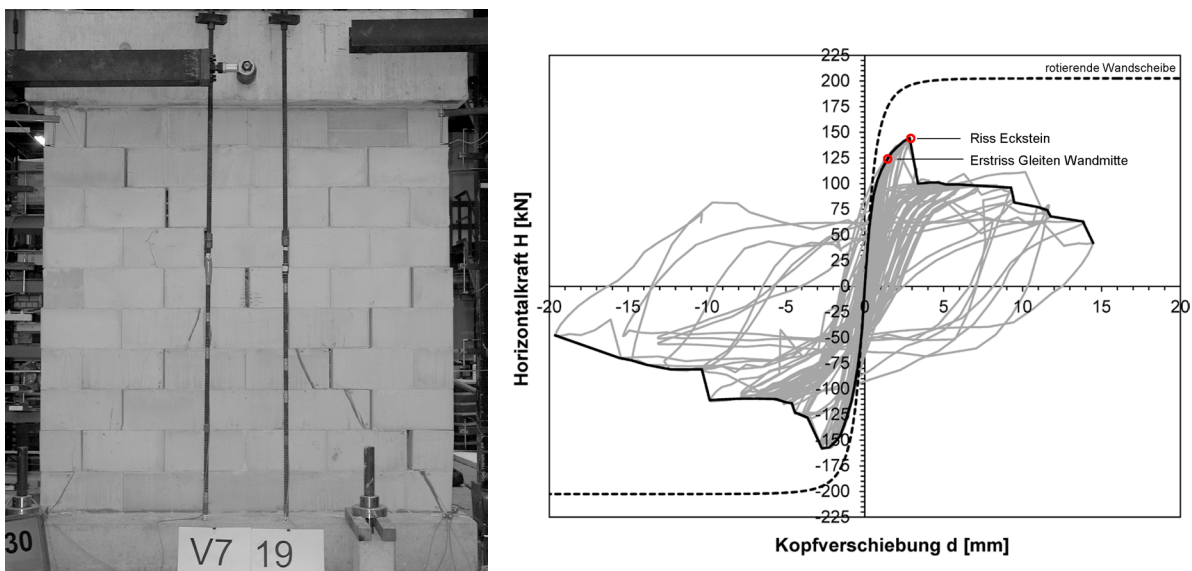 30
V7 19
Horizontalkraft H [kN]
225
200
175
150
125
100
75
50
25
0
-25
-50
-75
-100
-125
-150
-175
-200
-225
rotierende Wandscheibe
Riss Eckstein
Erstriss Gleiten Wandmitte
-20 -15 -10 -5 0 5 10 15 20
Kopfverschiebung d [mm]